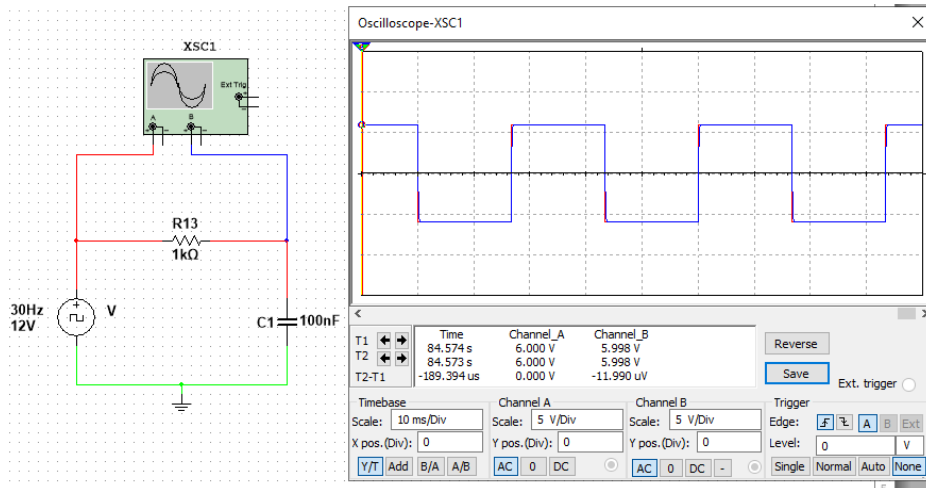 XSC1
Ext Trig
A
B
R13
1kΩ
30Hz
12V
V
C1
100nF
Oscilloscope-XSC1
T1
T2
T2-T1
Time Channel_A Channel_B
84.574 s 6.000 V 5.998 V
84.573 s 6.000 V 5.998 V
-189.394 us 0.000 V -11.990 uV
Reverse
Save
Ext. trigger
Timebase
Scale: 10 ms/Div
X pos.(Div): 0
Y/T Add B/A A/B
Channel A
Scale: 5 V/Div
Y pos.(Div): 0
AC 0 DC
Channel B
Scale: 5 V/Div
Y pos.(Div): 0
AC 0 DC -
Trigger
Edge: A B Ext
Level: 0 V
Single Normal Auto None